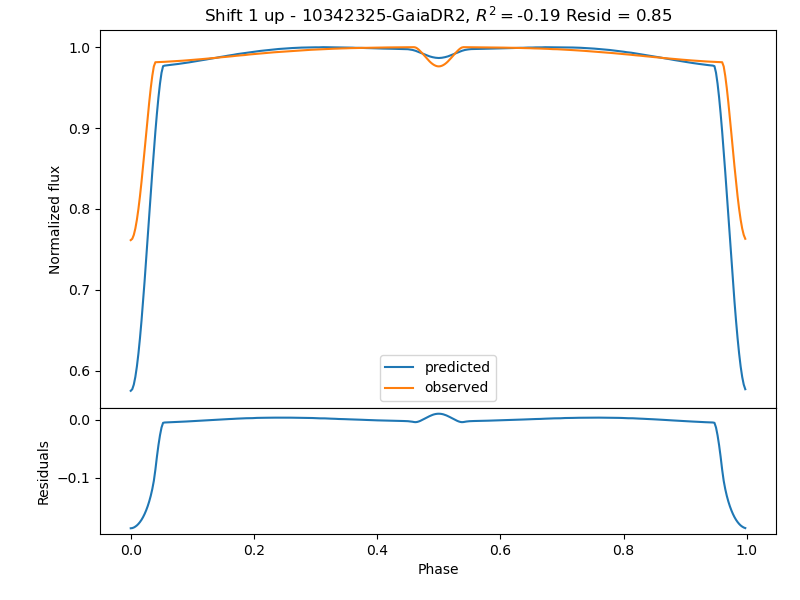 Shift 1 up - 10342325-GaiaDR2, R² = -0.19 Resid = 0.85
1.0
0.9
0.8
0.7
0.6
Normalized flux
predicted
observed
0.0
−0.1
Residuals
0.0 0.2 0.4 0.6 0.8 1.0
Phase